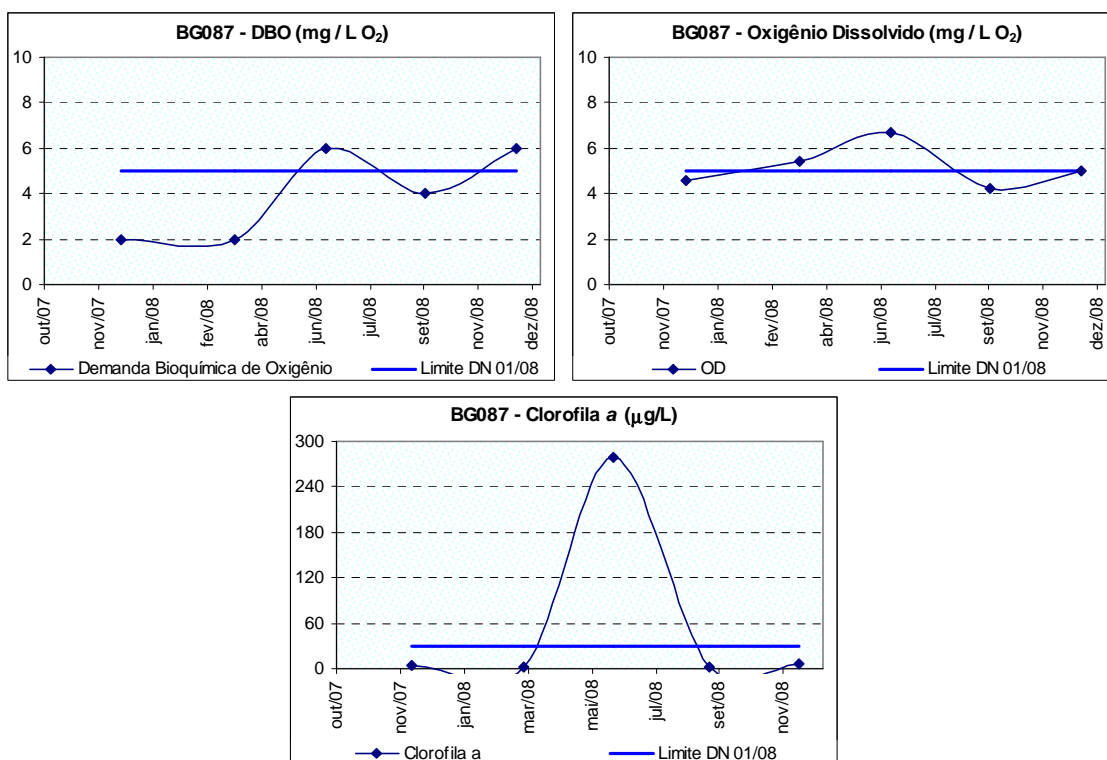 BG087 - DBO (mg / L O₂)
10
8
6
4
2
0
out/07
nov/07
jan/08
fev/08
abr/08
jun/08
jul/08
set/08
nov/08
dez/08
Demanda Bioquímica de Oxigênio
Limite DN 01/08
BG087 - Oxigênio Dissolvido (mg / L O₂)
10
8
6
4
2
0
out/07
nov/07
jan/08
fev/08
abr/08
jun/08
jul/08
set/08
nov/08
dez/08
OD
Limite DN 01/08
BG087 - Clorofila a (µg/L)
300
240
180
120
60
0
out/07
nov/07
jan/08
mar/08
mai/08
jul/08
set/08
nov/08
Clorofila a
Limite DN 01/08